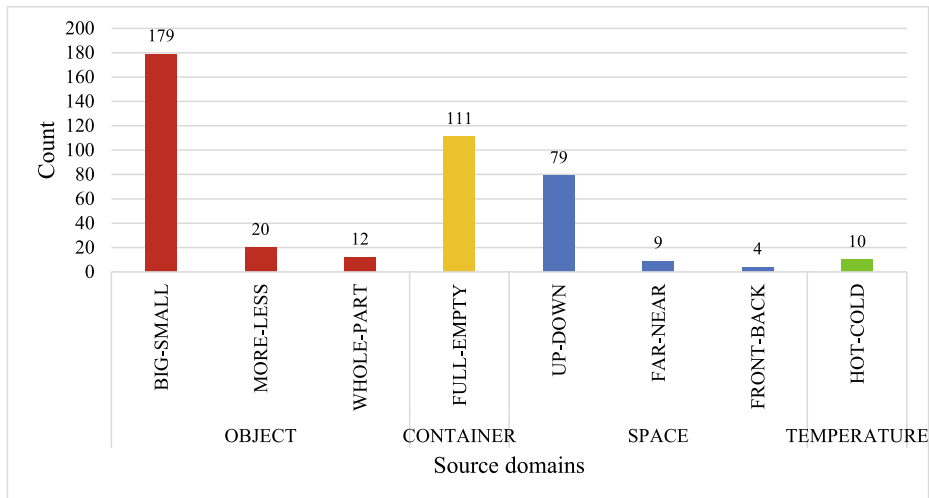 200
180
160
140
120
100
80
60
40
20
0
Count
179
20
12
111
79
9
4
10
BIG-SMALL
MORE-LESS
WHOLE-PART
FULL-EMPTY
UP-DOWN
FAR-NEAR
FRONT-BACK
HOT-COLD
OBJECT
CONTAINER
SPACE
TEMPERATURE
Source domains